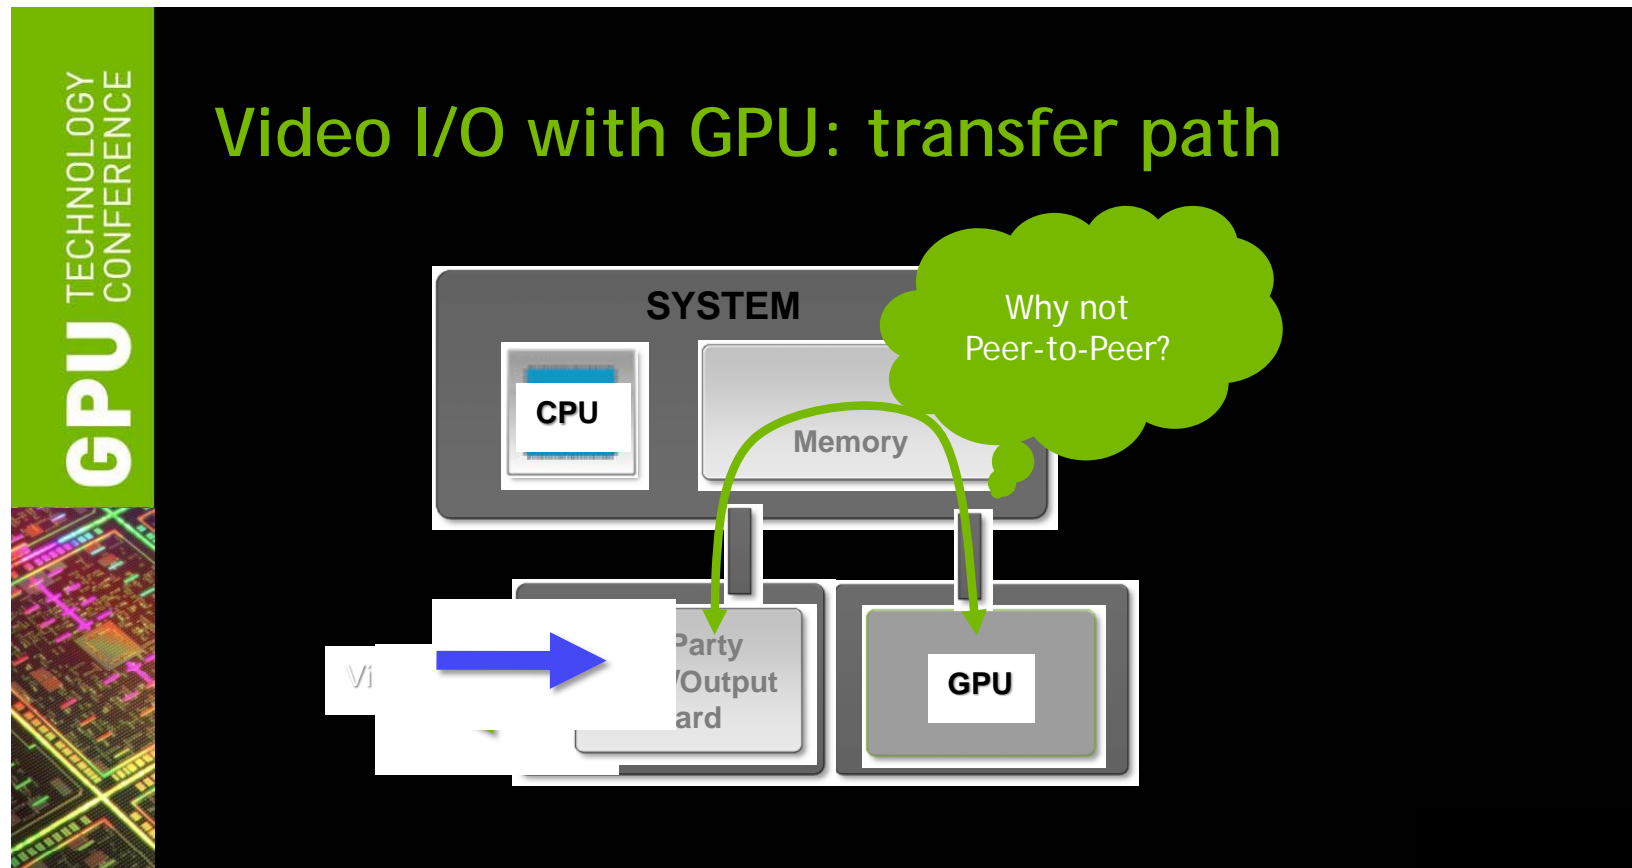 GPU TECHNOLOGY
CONFERENCE
Video I/O with GPU: transfer path
Why not
Peer-to-Peer?
SYSTEM
CPU
Memory
Party
/Output
ard
Vi
GPU